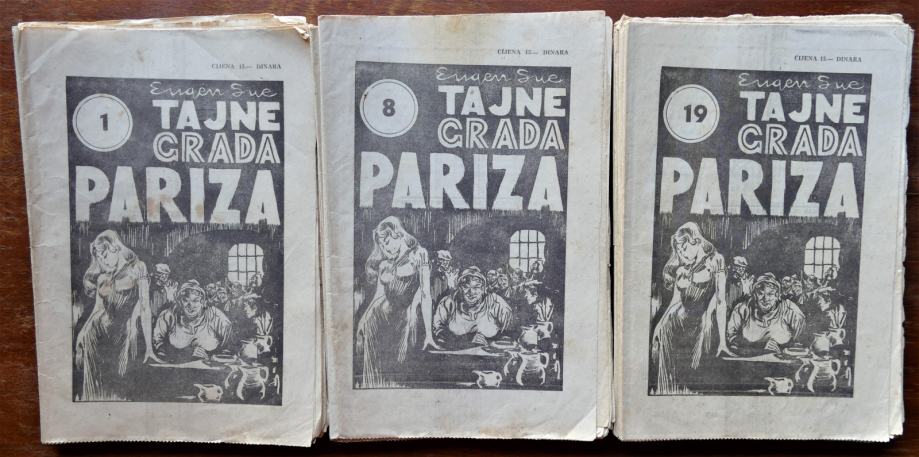 CIJENA 15.— DINARA
Eugen Sue
1
TAJNE
GRADA
PARIZA
CIJENA 15.— DINARA
Eugen Sue
8
TAJNE
GRADA
PARIZA
CIJENA 15.— DINARA
Eugen Sue
19
TAJNE
GRADA
PARIZA